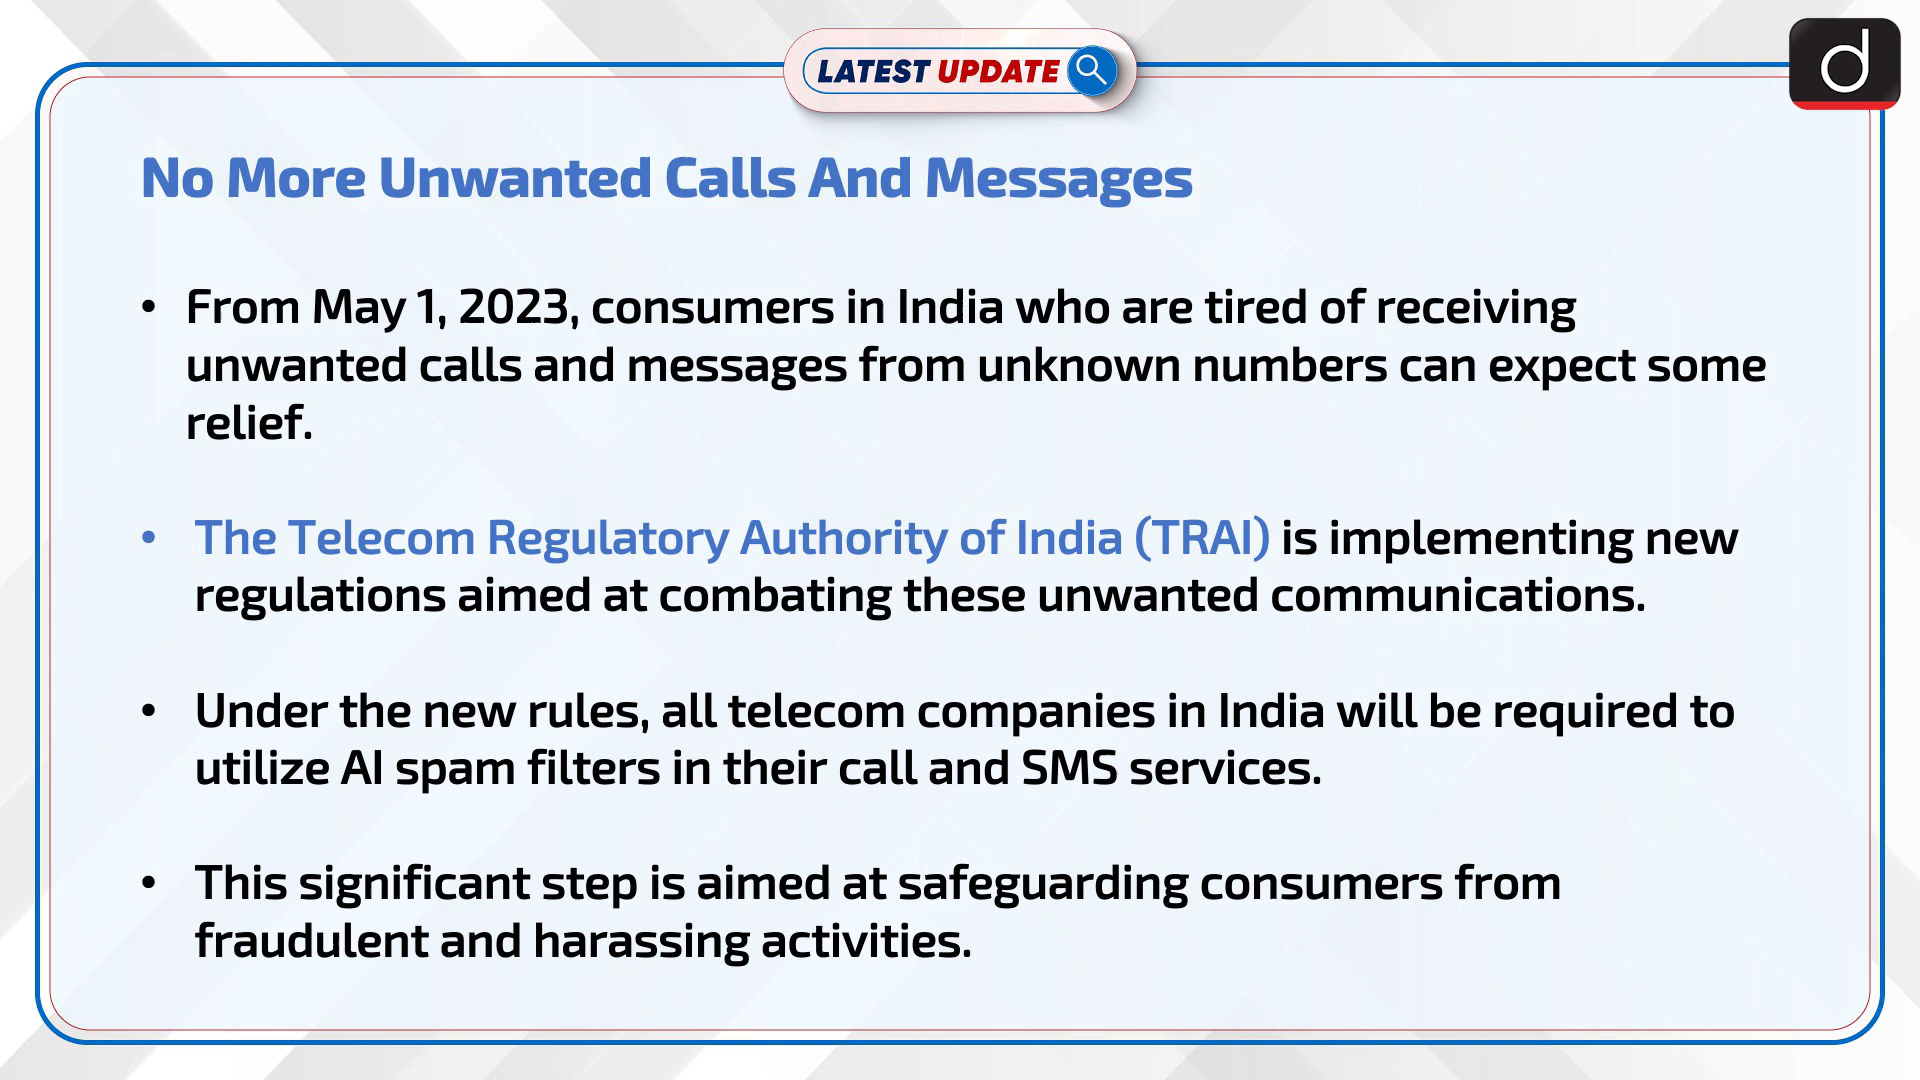 LATEST UPDATE
d
No More Unwanted Calls And Messages
• From May 1, 2023, consumers in India who are tired of receiving
unwanted calls and messages from unknown numbers can expect some
relief.
• The Telecom Regulatory Authority of India (TRAI) is implementing new
regulations aimed at combating these unwanted communications.
• Under the new rules, all telecom companies in India will be required to
utilize AI spam filters in their call and SMS services.
• This significant step is aimed at safeguarding consumers from
fraudulent and harassing activities.